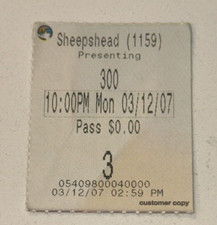 Sheepshead (1159)
Presenting
300
10:00PM Mon 03/12/07
Pass $0.00
3
05409800040000
customer copy
03/12/07 02:59 PM